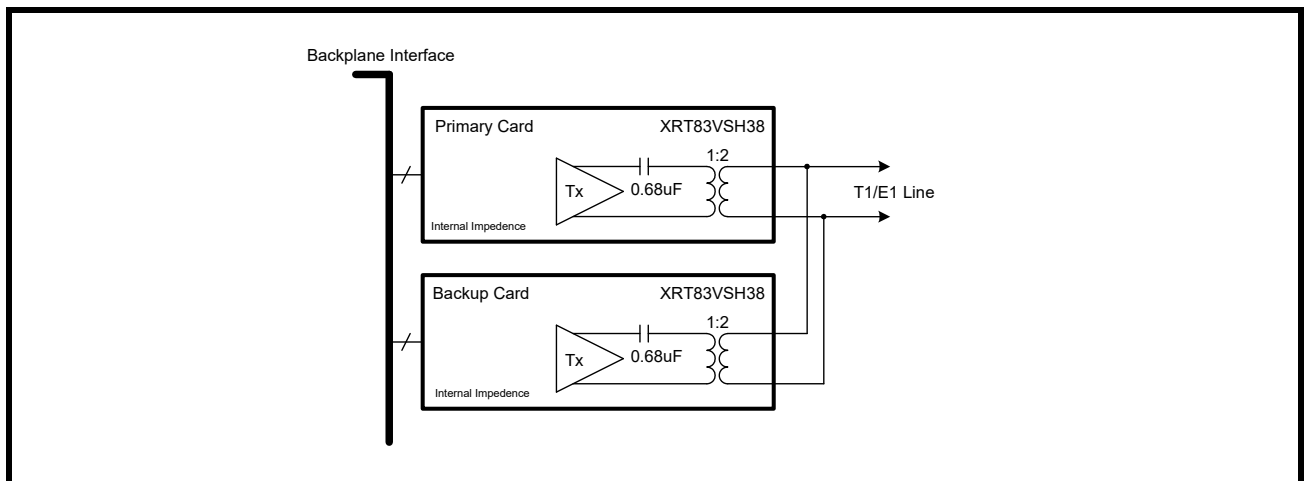 Backplane Interface
Primary Card XRT83VSH38
1:2
Tx 0.68uF
T1/E1 Line
Internal Impedence
Backup Card XRT83VSH38
1:2
Tx 0.68uF
Internal Impedence